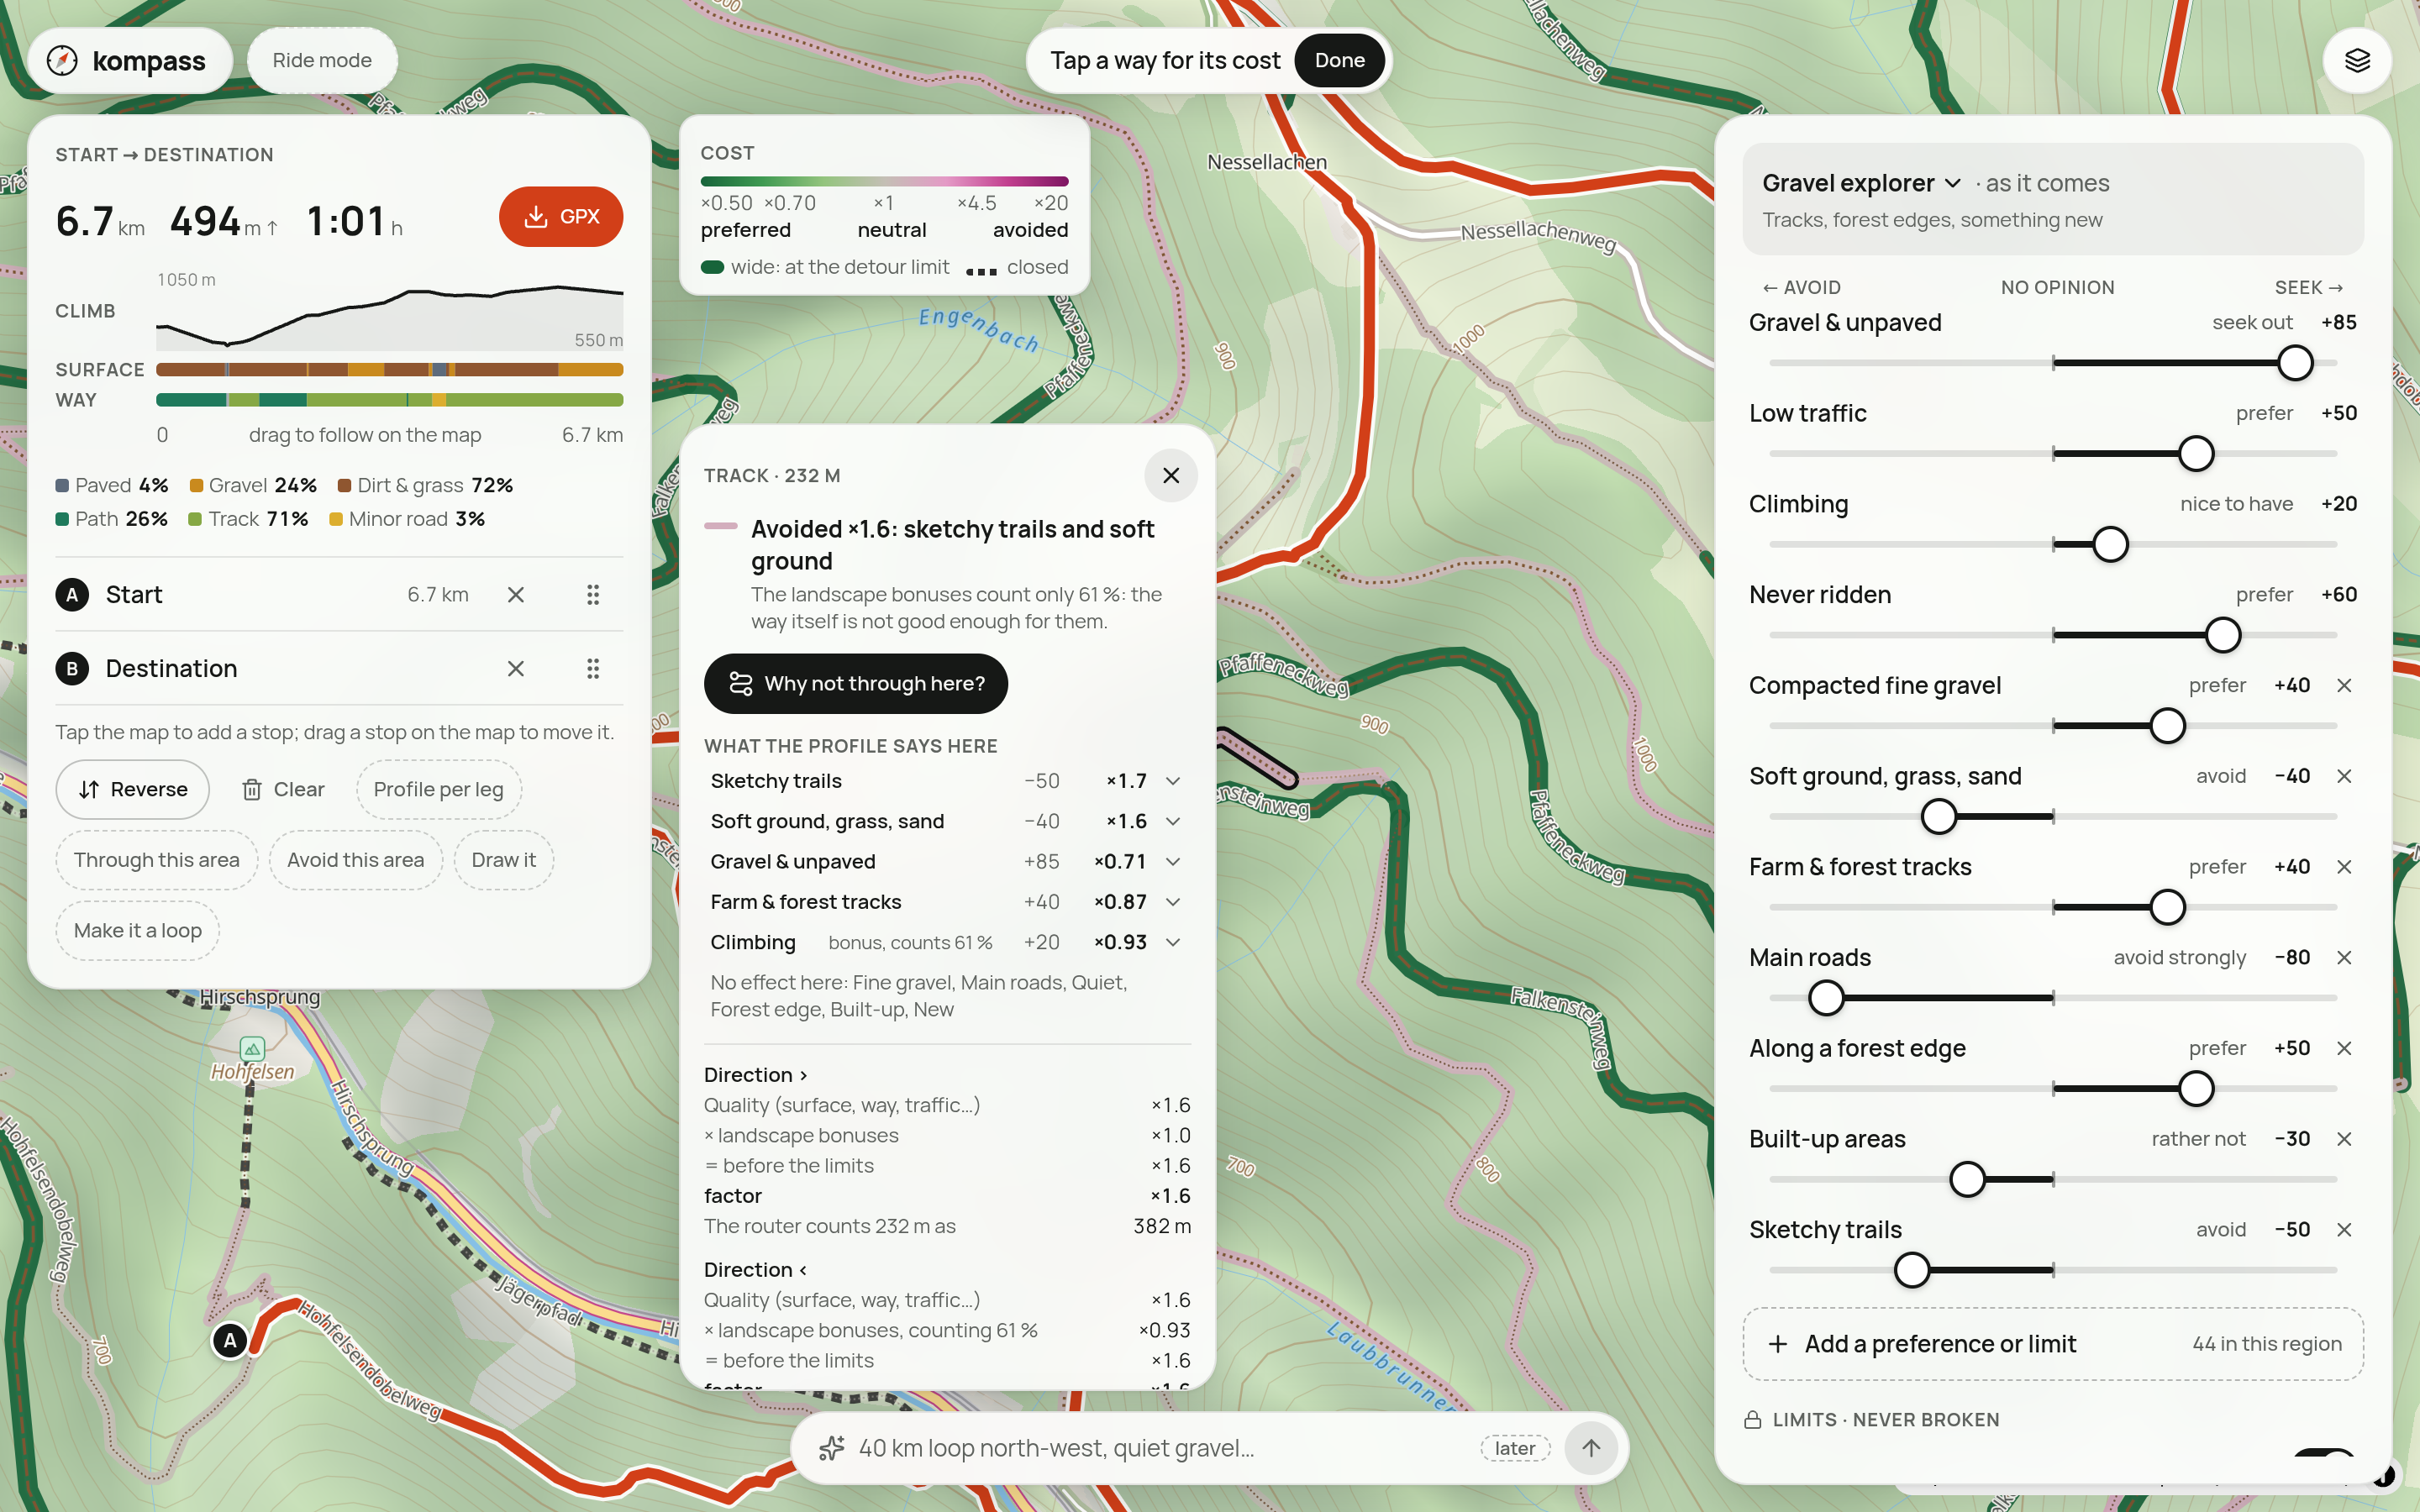 kompass
Ride mode
Tap a way for its cost
Done
START → DESTINATION
6.7 km 494 m ↑ 1:01 h
GPX
1050 m
CLIMB
550 m
SURFACE
WAY
0 drag to follow on the map 6.7 km
Paved 4% Gravel 24% Dirt & grass 72%
Path 26% Track 71% Minor road 3%
A Start 6.7 km
B Destination
Tap the map to add a stop; drag a stop on the map to move it.
Reverse Clear Profile per leg
Through this area Avoid this area Draw it
Make it a loop
COST
×0.50 ×0.70 ×1 ×4.5 ×20
preferred neutral avoided
wide: at the detour limit closed
TRACK · 232 M
Avoided ×1.6: sketchy trails and soft
ground
The landscape bonuses count only 61 %: the
way itself is not good enough for them.
Why not through here?
WHAT THE PROFILE SAYS HERE
Sketchy trails −50 ×1.7
Soft ground, grass, sand −40 ×1.6
Gravel & unpaved +85 ×0.71
Farm & forest tracks +40 ×0.87
Climbing bonus, counts 61 % +20 ×0.93
No effect here: Fine gravel, Main roads, Quiet,
Forest edge, Built-up, New
Direction ›
Quality (surface, way, traffic…) ×1.6
× landscape bonuses ×1.0
= before the limits ×1.6
factor ×1.6
The router counts 232 m as 382 m
Direction ‹
Quality (surface, way, traffic…) ×1.6
× landscape bonuses, counting 61 % ×0.93
= before the limits ×1.6
factor ×1.6
40 km loop north-west, quiet gravel…
later
Gravel explorer · as it comes
Tracks, forest edges, something new
← AVOID NO OPINION SEEK →
Gravel & unpaved seek out +85
Low traffic prefer +50
Climbing nice to have +20
Never ridden prefer +60
Compacted fine gravel prefer +40
Soft ground, grass, sand avoid −40
Farm & forest tracks prefer +40
Main roads avoid strongly −80
Along a forest edge prefer +50
Built-up areas rather not −30
Sketchy trails avoid −50
+ Add a preference or limit 44 in this region
LIMITS · NEVER BROKEN
Nessellachen
Nessellachenweg
Engenbach
900
1000
Pfaffeneckweg
900
1000
Pfaffeneckweg
Falkensteinweg
700
800
Laubbrunnen
Hirschsprung
Hohfelsen
Hirschsprung
Jägerpfad
Hohfelsendobelweg
700
A
Hohfelsendobelweg